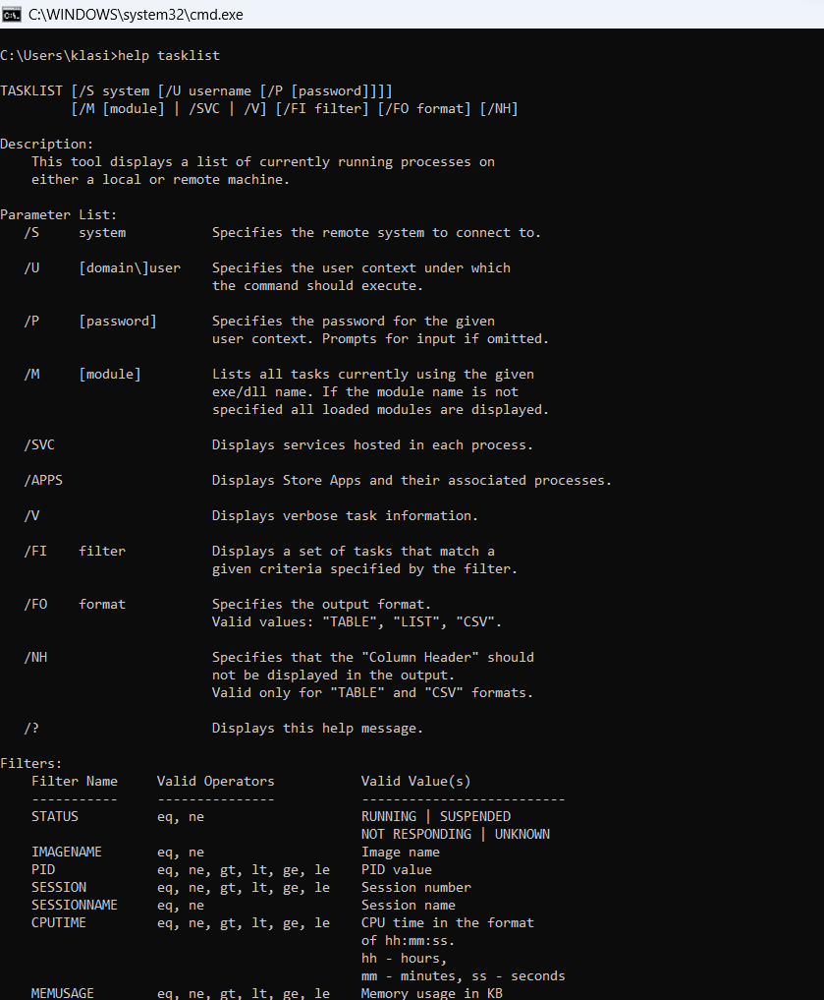 C:\WINDOWS\system32\cmd.exe
C:\Users\klasi>help tasklist
TASKLIST [/S system [/U username [/P [password]]]]
         [/M [module] | /SVC | /V] [/FI filter] [/FO format] [/NH]
Description:
    This tool displays a list of currently running processes on
    either a local or remote machine.
Parameter List:
   /S     system           Specifies the remote system to connect to.
   /U     [domain\]user    Specifies the user context under which
                           the command should execute.
   /P     [password]       Specifies the password for the given
                           user context. Prompts for input if omitted.
   /M     [module]         Lists all tasks currently using the given
                           exe/dll name. If the module name is not
                           specified all loaded modules are displayed.
   /SVC                    Displays services hosted in each process.
   /APPS                   Displays Store Apps and their associated processes.
   /V                      Displays verbose task information.
   /FI    filter           Displays a set of tasks that match a
                           given criteria specified by the filter.
   /FO    format           Specifies the output format.
                           Valid values: "TABLE", "LIST", "CSV".
   /NH                     Specifies that the "Column Header" should
                           not be displayed in the output.
                           Valid only for "TABLE" and "CSV" formats.
   /?                      Displays this help message.
Filters:
    Filter Name     Valid Operators           Valid Value(s)
    -----------     ---------------           --------------------------
    STATUS          eq, ne                    RUNNING | SUSPENDED
                                              NOT RESPONDING | UNKNOWN
    IMAGENAME       eq, ne                    Image name
    PID             eq, ne, gt, lt, ge, le    PID value
    SESSION         eq, ne, gt, lt, ge, le    Session number
    SESSIONNAME     eq, ne                    Session name
    CPUTIME         eq, ne, gt, lt, ge, le    CPU time in the format
                                              of hh:mm:ss.
                                              hh - hours,
                                              mm - minutes, ss - seconds
    MEMUSAGE        eq, ne, gt, lt, ge, le    Memory usage in KB